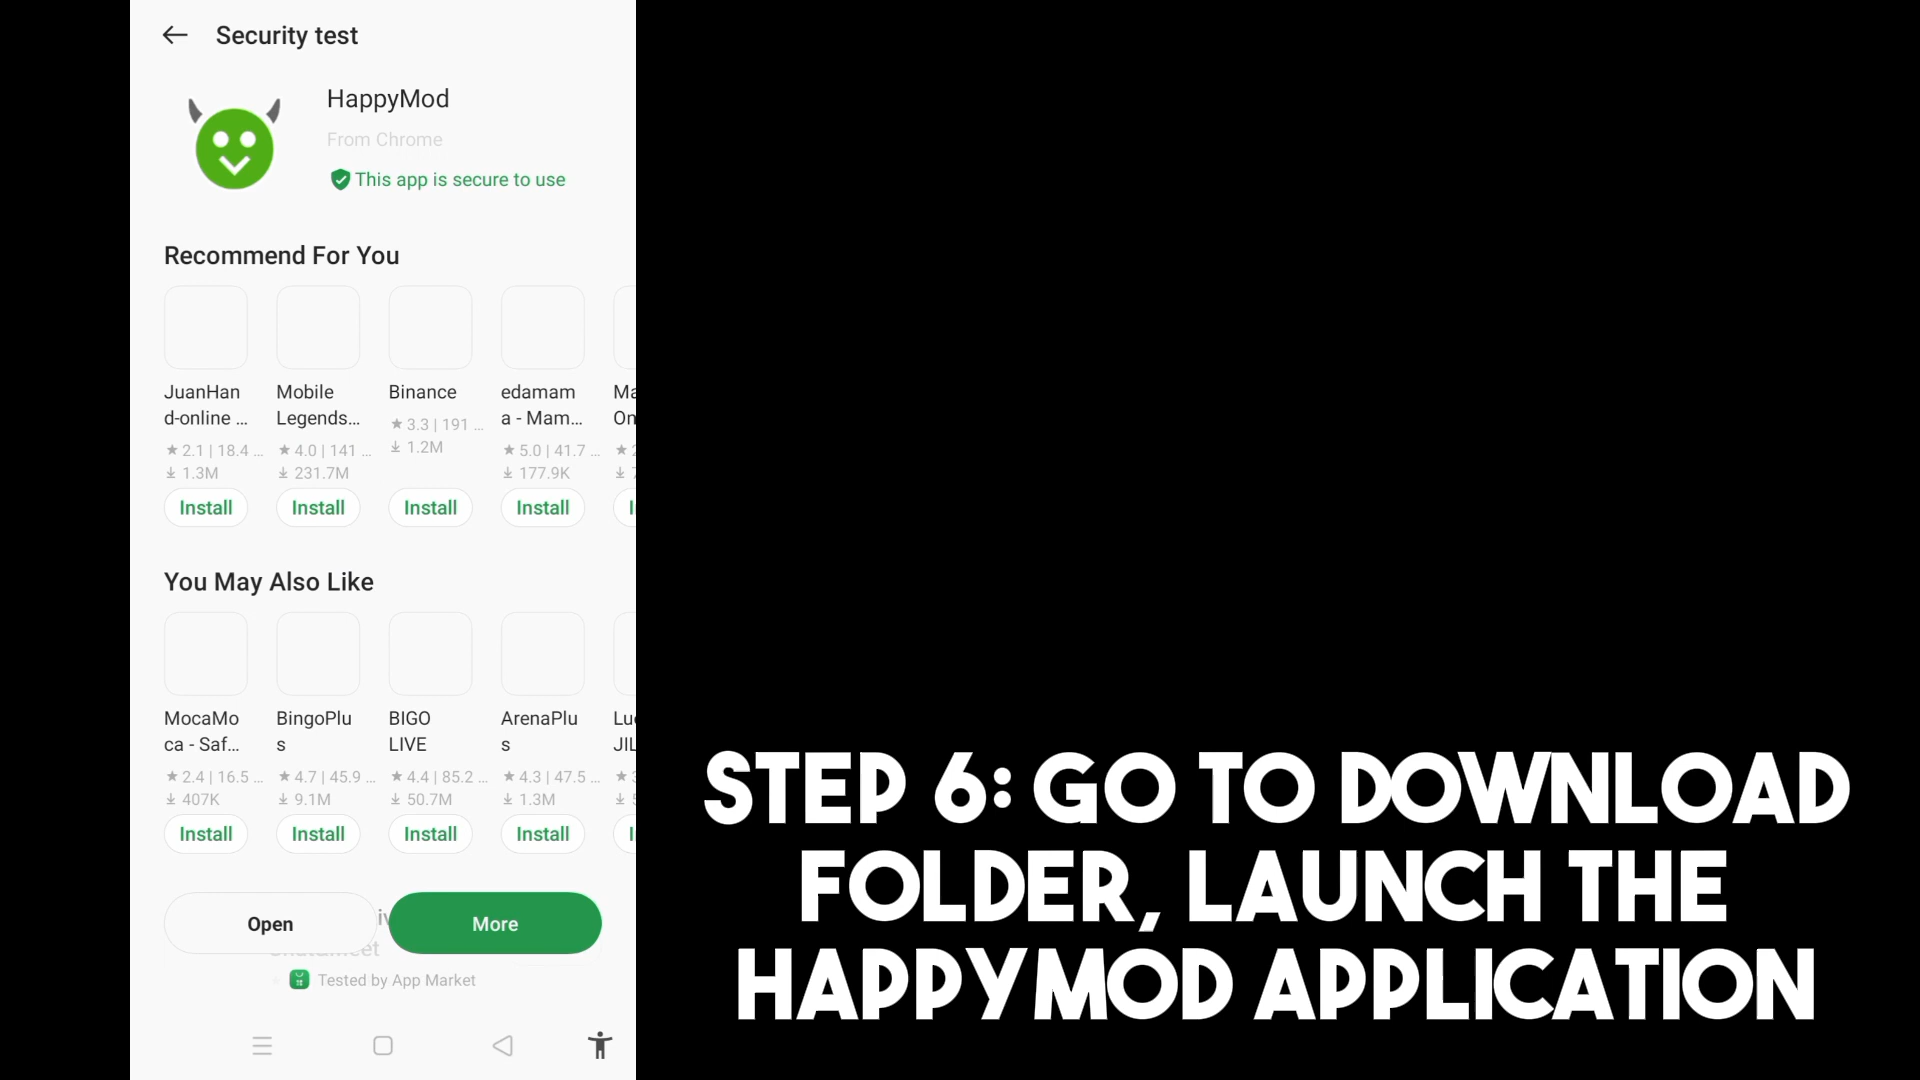 Security test
HappyMod
From Chrome
This app is secure to use
Recommend For You
JuanHan
d-online ...
2.1 | 18.4 ...
1.3M
Install
Mobile
Legends...
4.0 | 141 ...
231.7M
Install
Binance
3.3 | 191 ...
1.2M
Install
edamam
a - Mam...
5.0 | 41.7 ...
177.9K
Install
You May Also Like
MocaMo
ca - Saf...
2.4 | 16.5 ...
407K
Install
BingoPlu
s
4.7 | 45.9 ...
9.1M
Install
BIGO
LIVE
4.4 | 85.2 ...
50.7M
Install
ArenaPlu
s
4.3 | 47.5 ...
1.3M
Install
Open
More
Tested by App Market
STEP 6: GO TO DOWNLOAD
FOLDER, LAUNCH THE
HAPPYMOD APPLICATION